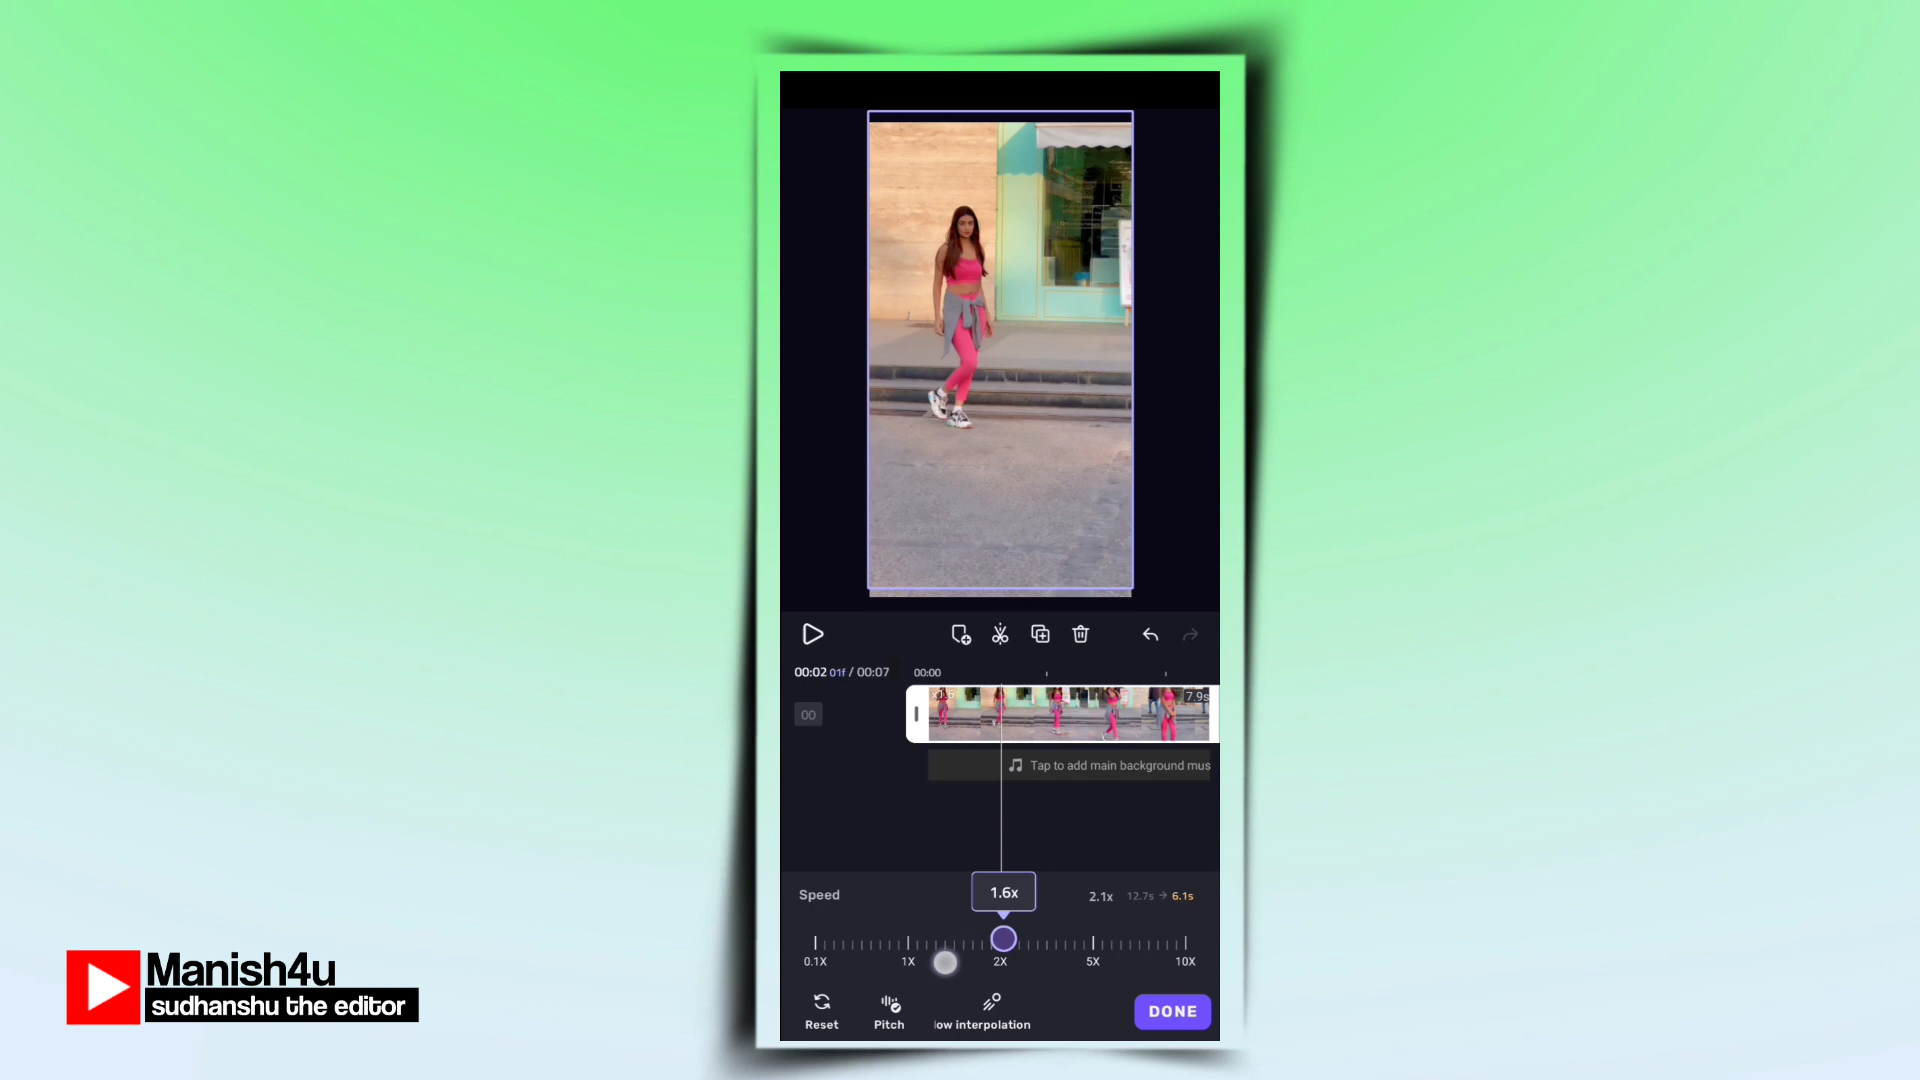 00:02 01f / 00:07
00:00
x1.6
7.9s
00
Tap to add main background mus
Speed
1.6x
2.1x 12.7s → 6.1s
0.1X 1X 2X 5X 10X
Reset
Pitch
low interpolation
DONE
Manish4u
sudhanshu the editor